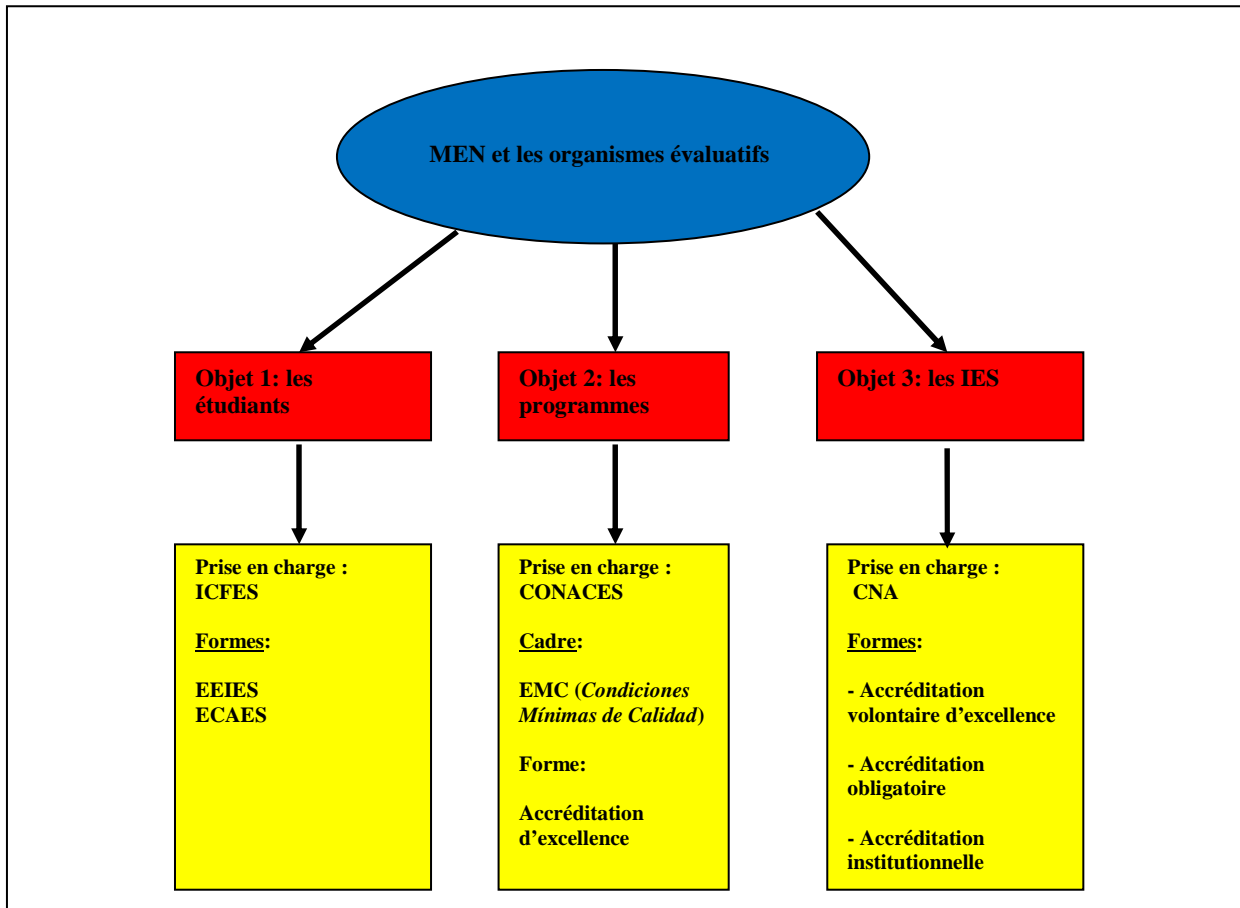 MEN et les organismes évaluatifs
Objet 1: les
étudiants
Objet 2: les
programmes
Objet 3: les IES
Prise en charge :
ICFES
Formes:
EEIES
ECAES
Prise en charge :
CONACES
Cadre:
EMC (Condiciones
Mínimas de Calidad)
Forme:
Accréditation
d’excellence
Prise en charge :
CNA
Formes:
- Accréditation
volontaire d’excellence
- Accréditation
obligatoire
- Accréditation
institutionnelle